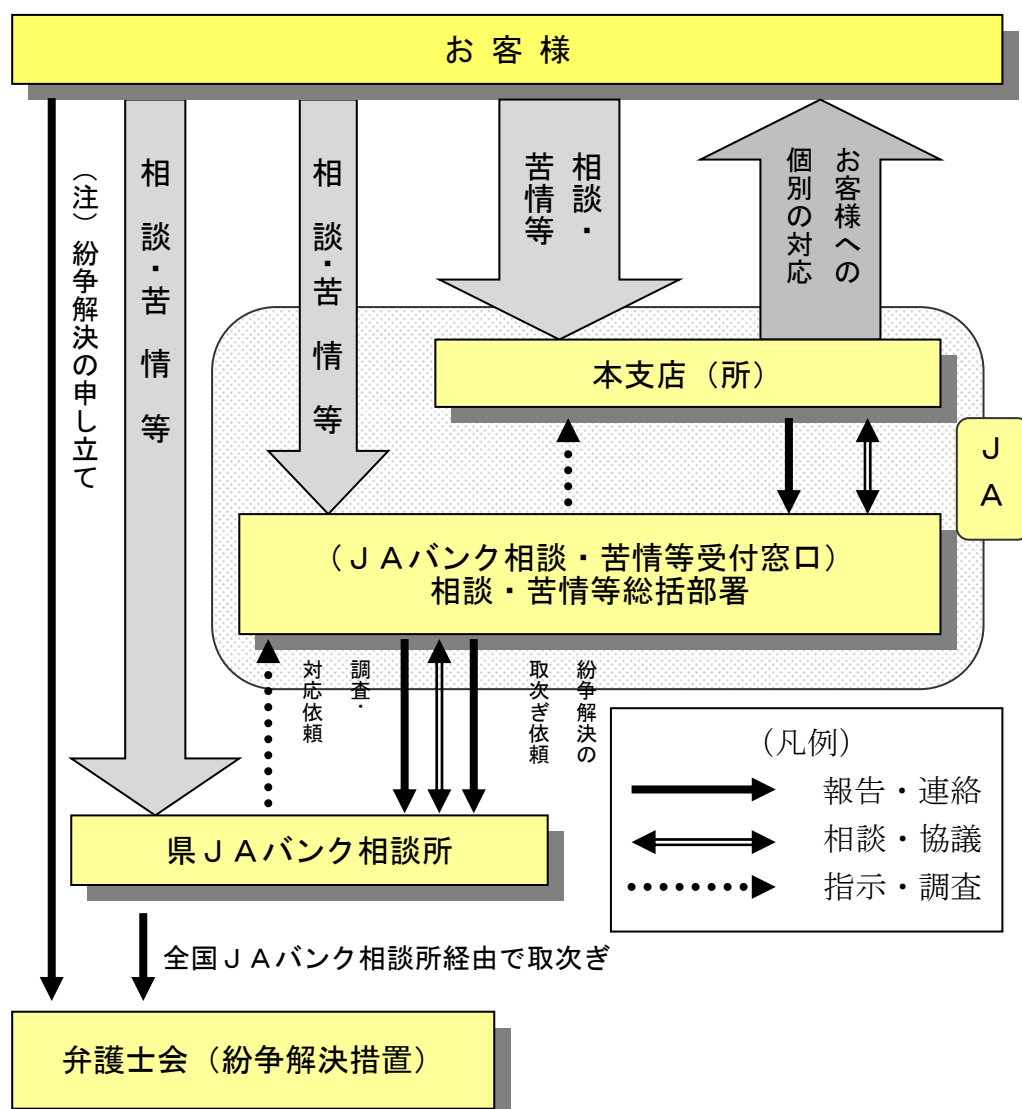 お 客 様
(注)紛争解決の申し立て
相 談・苦 情 等
相 談・苦 情 等
相談・
苦情等
お客様への
個別の対応
本支店(所)
JA
(JAバンク相談・苦情等受付窓口)
相談・苦情等総括部署
調査・
対応依頼
紛争解決の
取次ぎ依頼
(凡例)
報告・連絡
相談・協議
指示・調査
県JAバンク相談所
全国JAバンク相談所経由で取次ぎ
弁護士会(紛争解決措置)